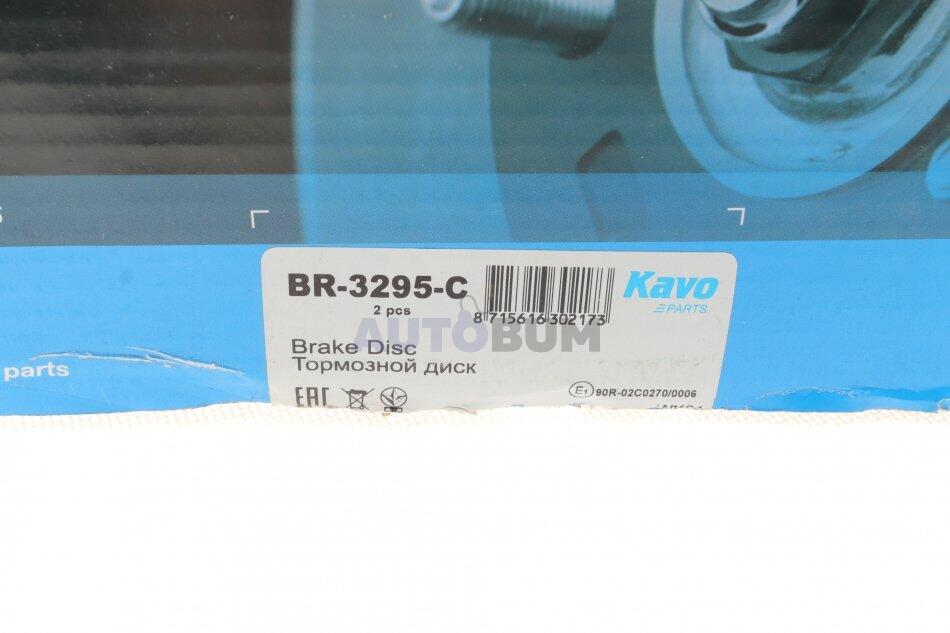 BR-3295-C
2 pcs
8 715616 302173
Kavo
PARTS
AUTOBUM
Brake Disc
Тормозной диск
parts
EAC
E1 90R-02C0270/0006